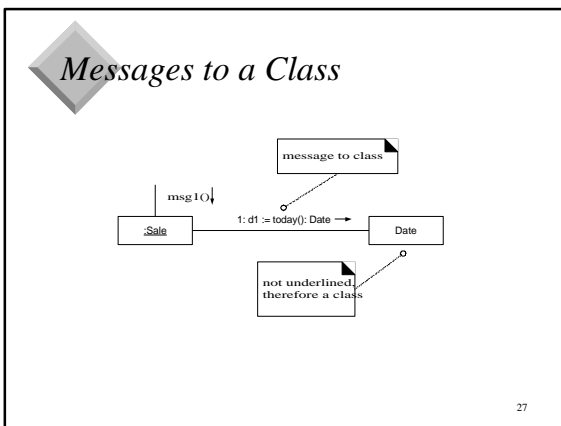 Messages to a Class
message to class
msg1()
1: d1 := today(): Date
:Sale
Date
not underlined,
therefore a class
27